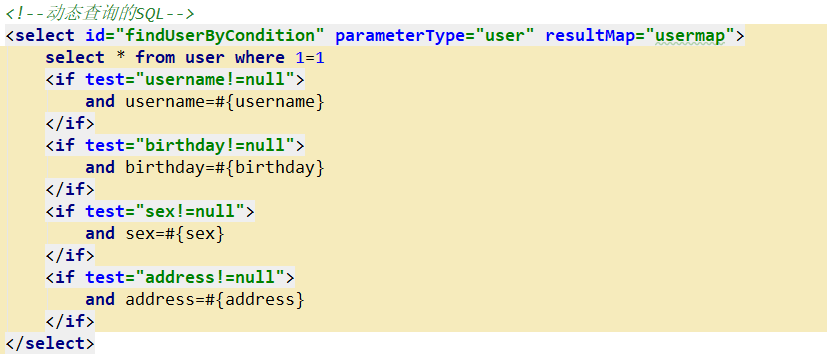 <!--动态查询的SQL-->
<select id="findUserByCondition" parameterType="user" resultMap="usermap">
    select * from user where 1=1
    <if test="username!=null">
        and username=#{username}
    </if>
    <if test="birthday!=null">
        and birthday=#{birthday}
    </if>
    <if test="sex!=null">
        and sex=#{sex}
    </if>
    <if test="address!=null">
        and address=#{address}
    </if>
</select>